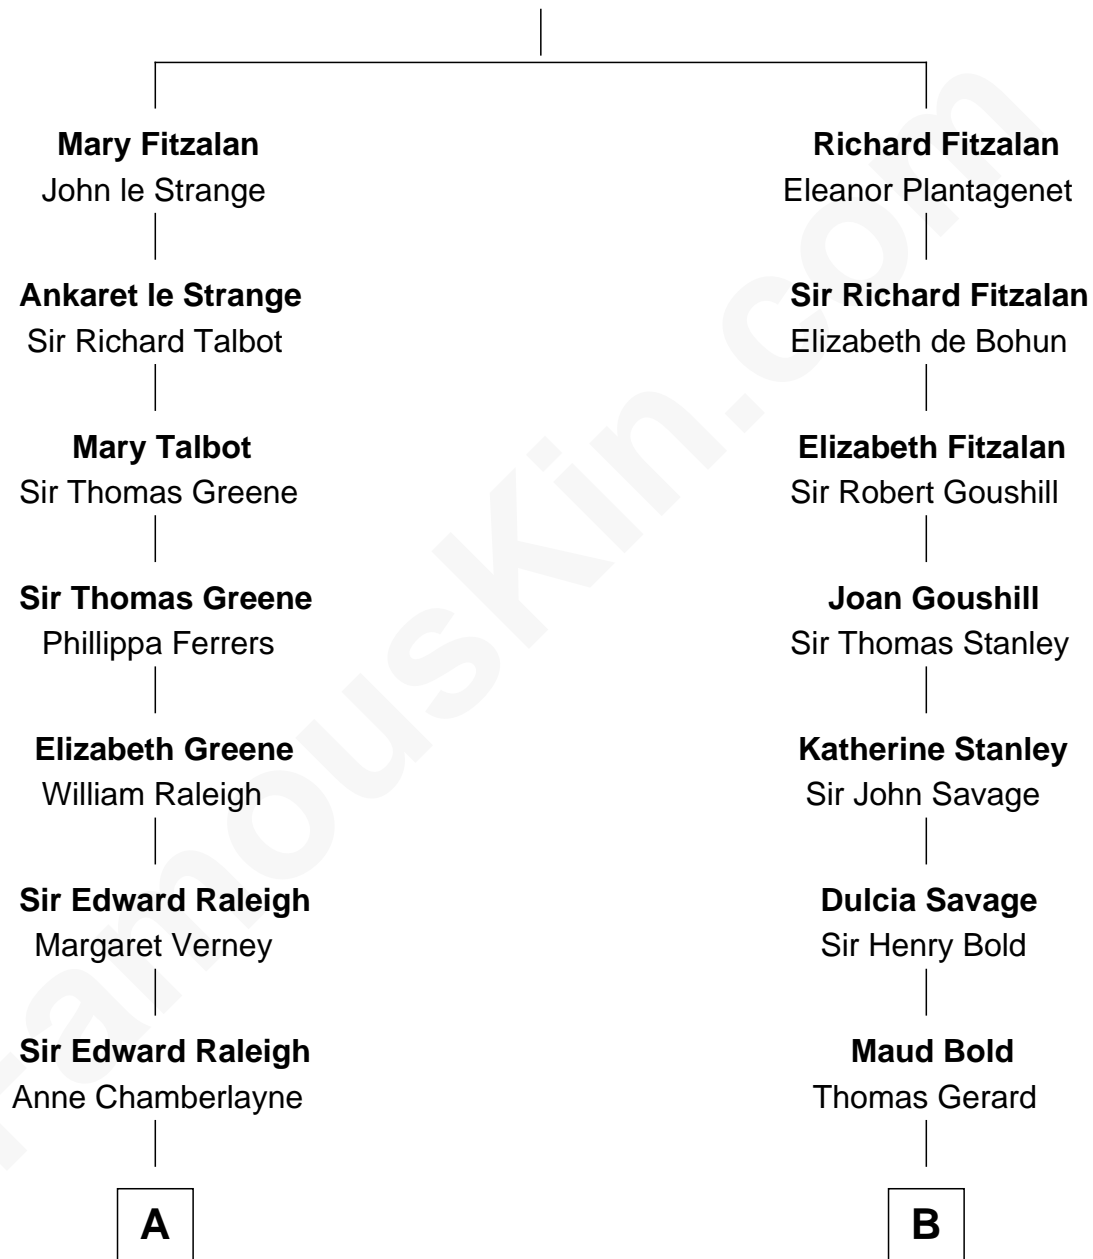 Mary Fitzalan
John le Strange
Ankaret le Strange
Sir Richard Talbot
Mary Talbot
Sir Thomas Greene
Sir Thomas Greene
Phillippa Ferrers
Elizabeth Greene
William Raleigh
Sir Edward Raleigh
Margaret Verney
Sir Edward Raleigh
Anne Chamberlayne
A
Richard Fitzalan
Eleanor Plantagenet
Sir Richard Fitzalan
Elizabeth de Bohun
Elizabeth Fitzalan
Sir Robert Goushill
Joan Goushill
Sir Thomas Stanley
Katherine Stanley
Sir John Savage
Dulcia Savage
Sir Henry Bold
Maud Bold
Thomas Gerard
B
FamousKin.com